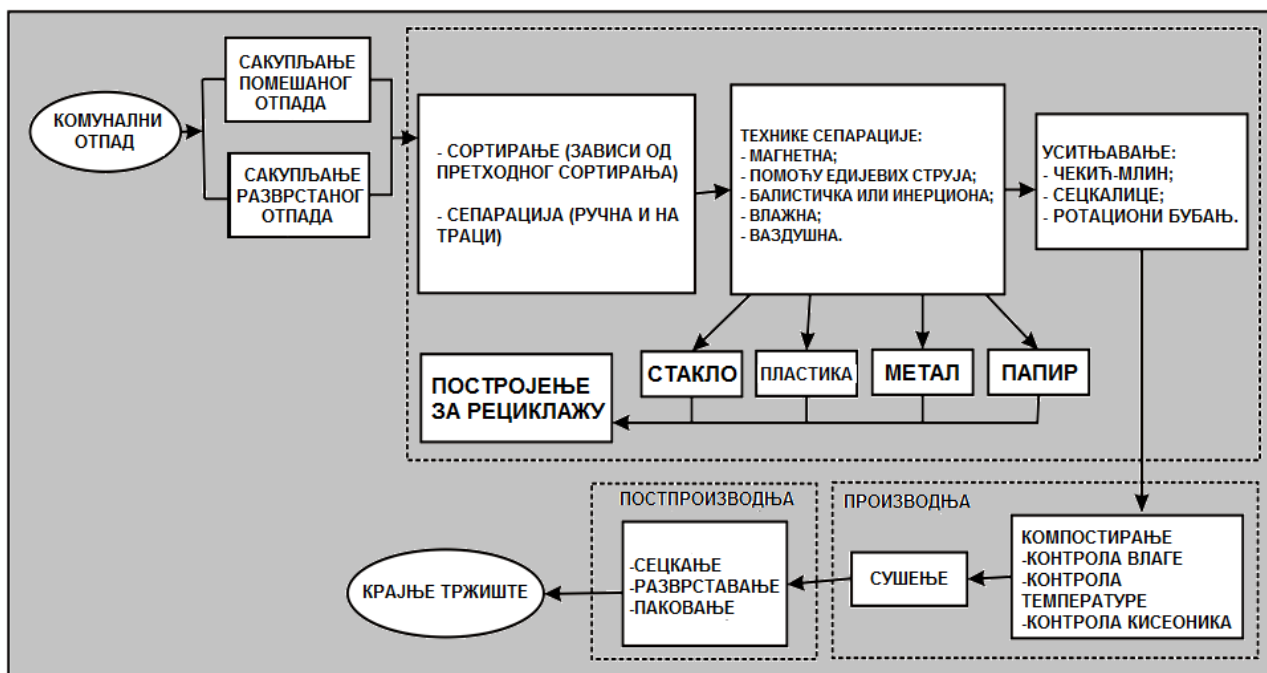 КОМУНАЛНИ
ОТПАД
САКУПЉАЊЕ
ПОМЕШАНОГ
ОТПАДА
САКУПЉАЊЕ
РАЗВРСТАНОГ
ОТПАДА
- СОРТИРАЊЕ (ЗАВИСИ ОД
ПРЕТХОДНОГ СОРТИРАЊА)
- СЕПАРАЦИЈА (РУЧНА И НА
ТРАЦИ)
ТЕХНИКЕ СЕПАРАЦИЈЕ:
- МАГНЕТНА;
- ПОМОЋУ ЕДИЈЕВИХ СТРУЈА;
- БАЛИСТИЧКА ИЛИ ИНЕРЦИОНА;
- ВЛАЖНА;
- ВАЗДУШНА.
УСИТЊАВАЊЕ:
- ЧЕКИЋ-МЛИН;
- СЕЦКАЛИЦЕ;
- РОТАЦИОНИ БУБАЊ.
СТАКЛО
ПЛАСТИКА
МЕТАЛ
ПАПИР
ПОСТРОЈЕЊЕ
ЗА РЕЦИКЛАЖУ
ПРОИЗВОДЊА
КОМПОСТИРАЊЕ
-КОНТРОЛА ВЛАГЕ
-КОНТРОЛА
ТЕМПЕРАТУРЕ
-КОНТРОЛА КИСЕОНИКА
СУШЕЊЕ
ПОСТПРОИЗВОДЊА
-СЕЦКАЊЕ
-РАЗВРСТАВАЊЕ
-ПАКОВАЊЕ
КРАЈЊЕ ТРЖИШТЕ